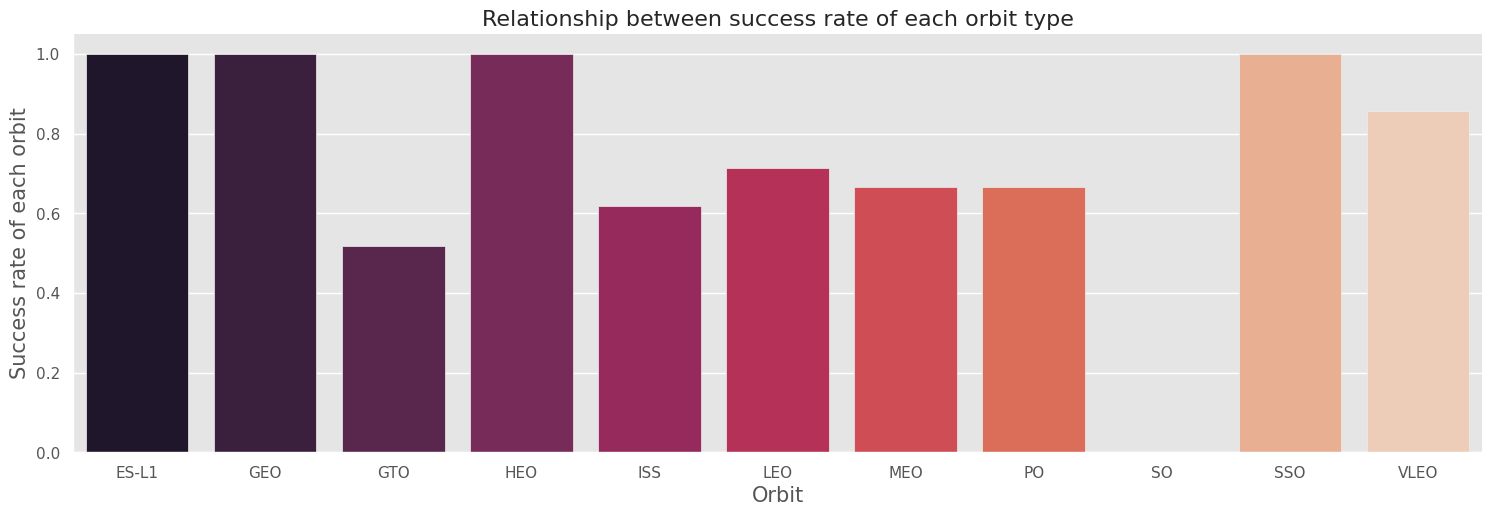 Relationship between success rate of each orbit type
Success rate of each orbit
1.0
0.8
0.6
0.4
0.2
0.0
ES-L1 GEO GTO HEO ISS LEO MEO PO SO SSO VLEO
Orbit